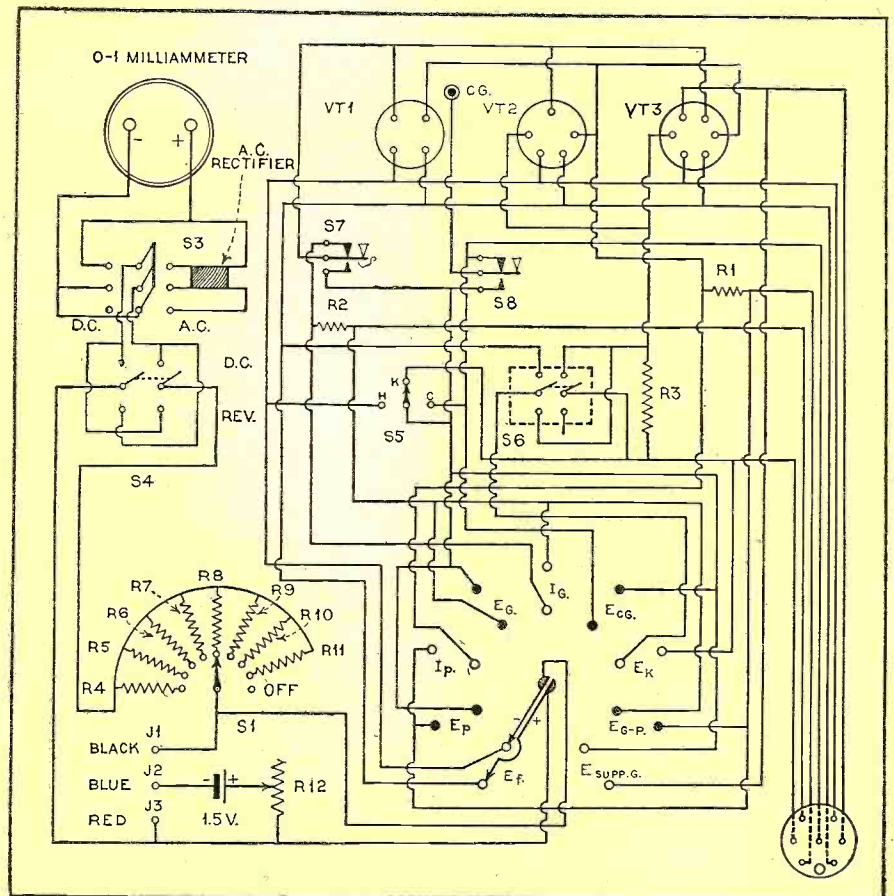 0-1 MILLIAMMETER
A.C. RECTIFIER
- +
VT1
CG.
VT2
VT3
S3
D.C.
A.C.
S7
S8
R1
R2
D.C.
REV.
S4
K
H
C
S5
S6
R3
R4
R5
R6
R7
R8
R9
R10
R11
OFF
S1
IG.
EG.
ECG.
IP.
EK
EP
- +
EG-P.
Ef.
E SUPP.G.
J1
BLACK
J2
BLUE
J3
RED
- +
1.5 V.
R12